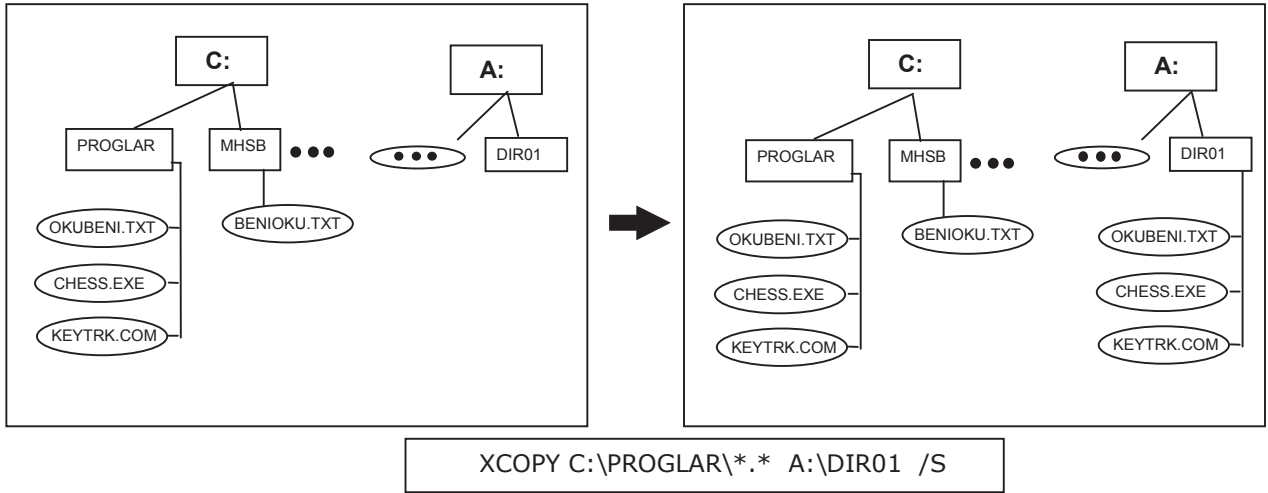 C:
A:
PROGLAR
MHSB
DIR01
OKUBENI.TXT
BENIOKU.TXT
CHESS.EXE
KEYTRK.COM
C:
A:
PROGLAR
MHSB
DIR01
OKUBENI.TXT
BENIOKU.TXT
OKUBENI.TXT
CHESS.EXE
CHESS.EXE
KEYTRK.COM
KEYTRK.COM
XCOPY C:\PROGLAR\*.* A:\DIR01 /S